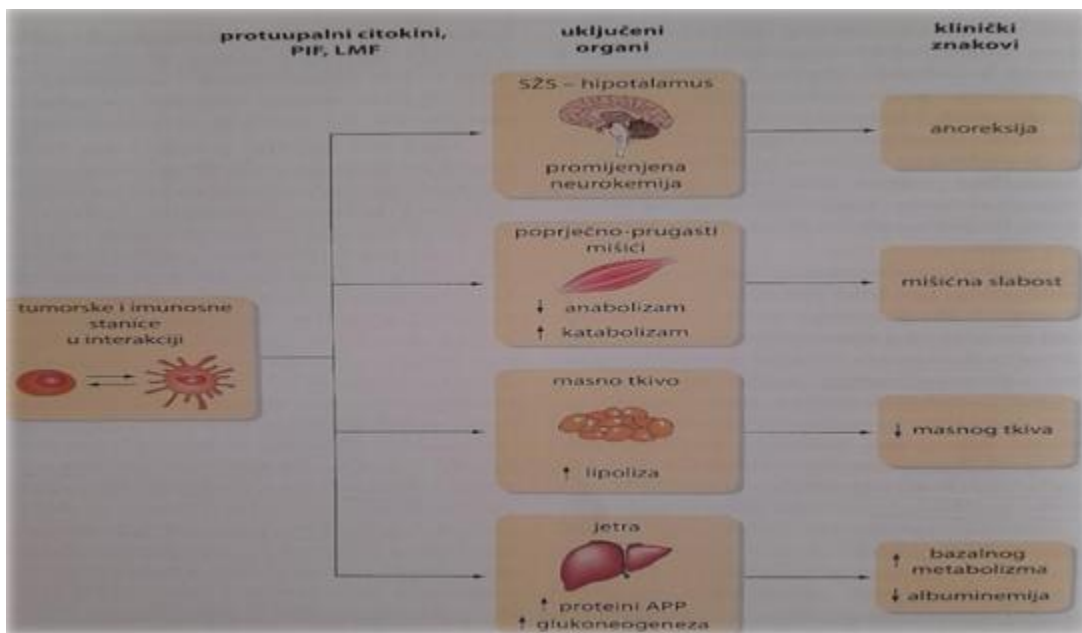 protuupalni citokini,
PIF, LMF
uključeni
organi
klinički
znakovi
SŽS – hipotalamus
promijenjena
neurokemija
anoreksija
poprječno-prugasti
mišići
↓ anabolizam
↑ katabolizam
mišićna slabost
tumorske i imunosne
stanice
u interakciji
masno tkivo
↑ lipoliza
↓ masnog tkiva
jetra
↑ proteini APP
↑ glukoneogeneza
↑ bazalnog
metabolizma
↓ albuminemija